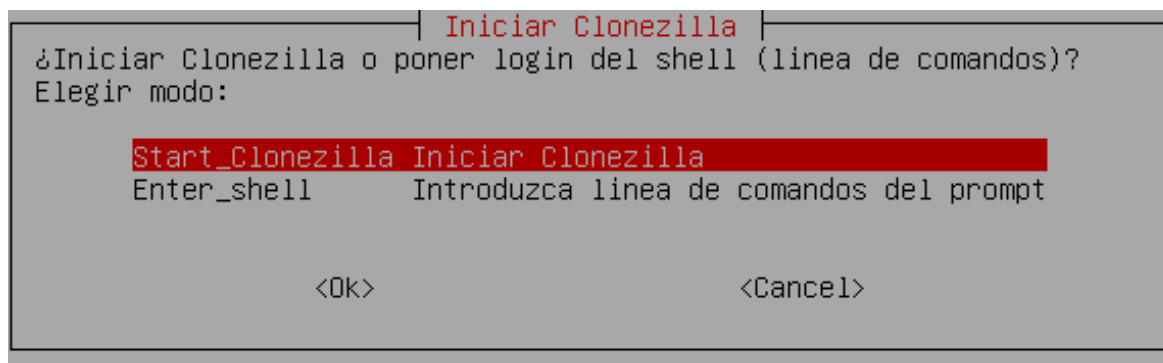 Iniciar Clonezilla
¿Iniciar Clonezilla o poner login del shell (linea de comandos)?
Elegir modo:
Start_Clonezilla Iniciar Clonezilla
Enter_shell Introduzca linea de comandos del prompt
<Ok> <Cancel>